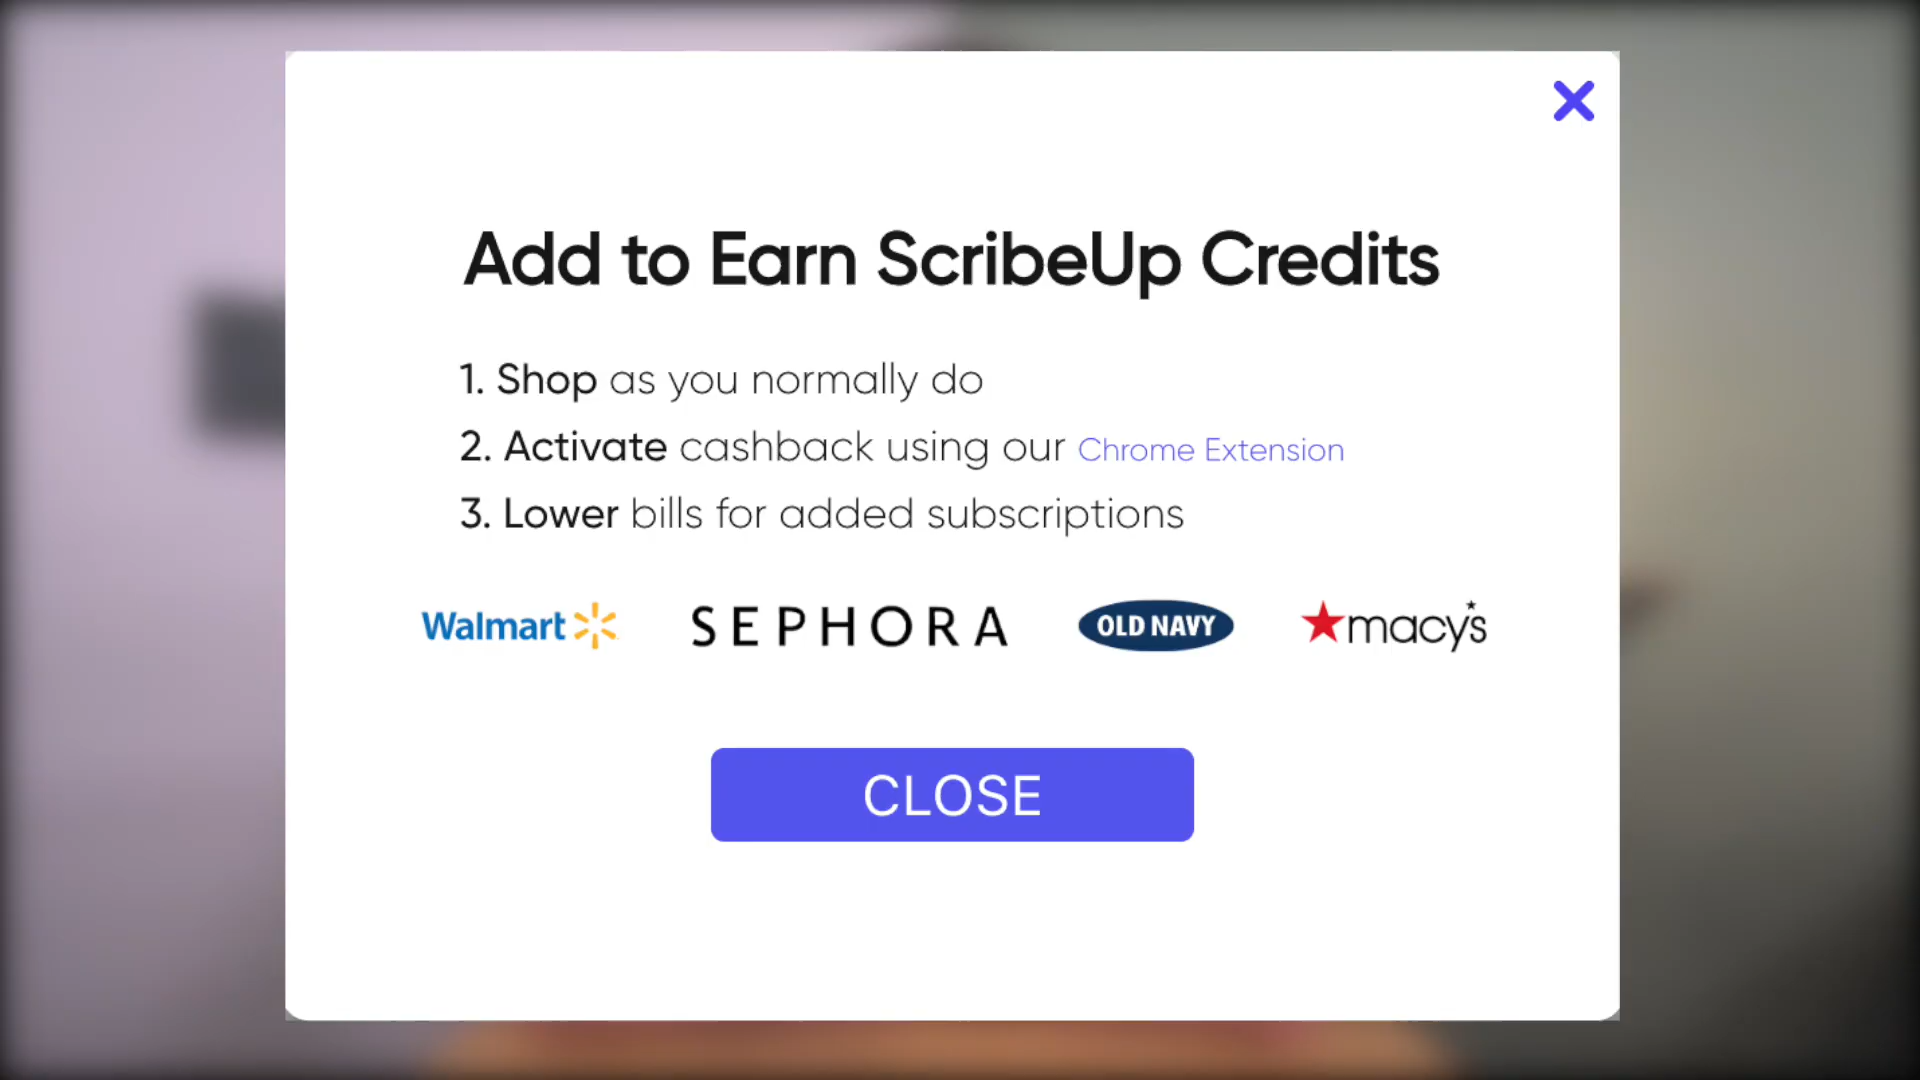 Add to Earn ScribeUp Credits
1. Shop as you normally do
2. Activate cashback using our Chrome Extension
3. Lower bills for added subscriptions
Walmart SEPHORA OLD NAVY macy's
CLOSE